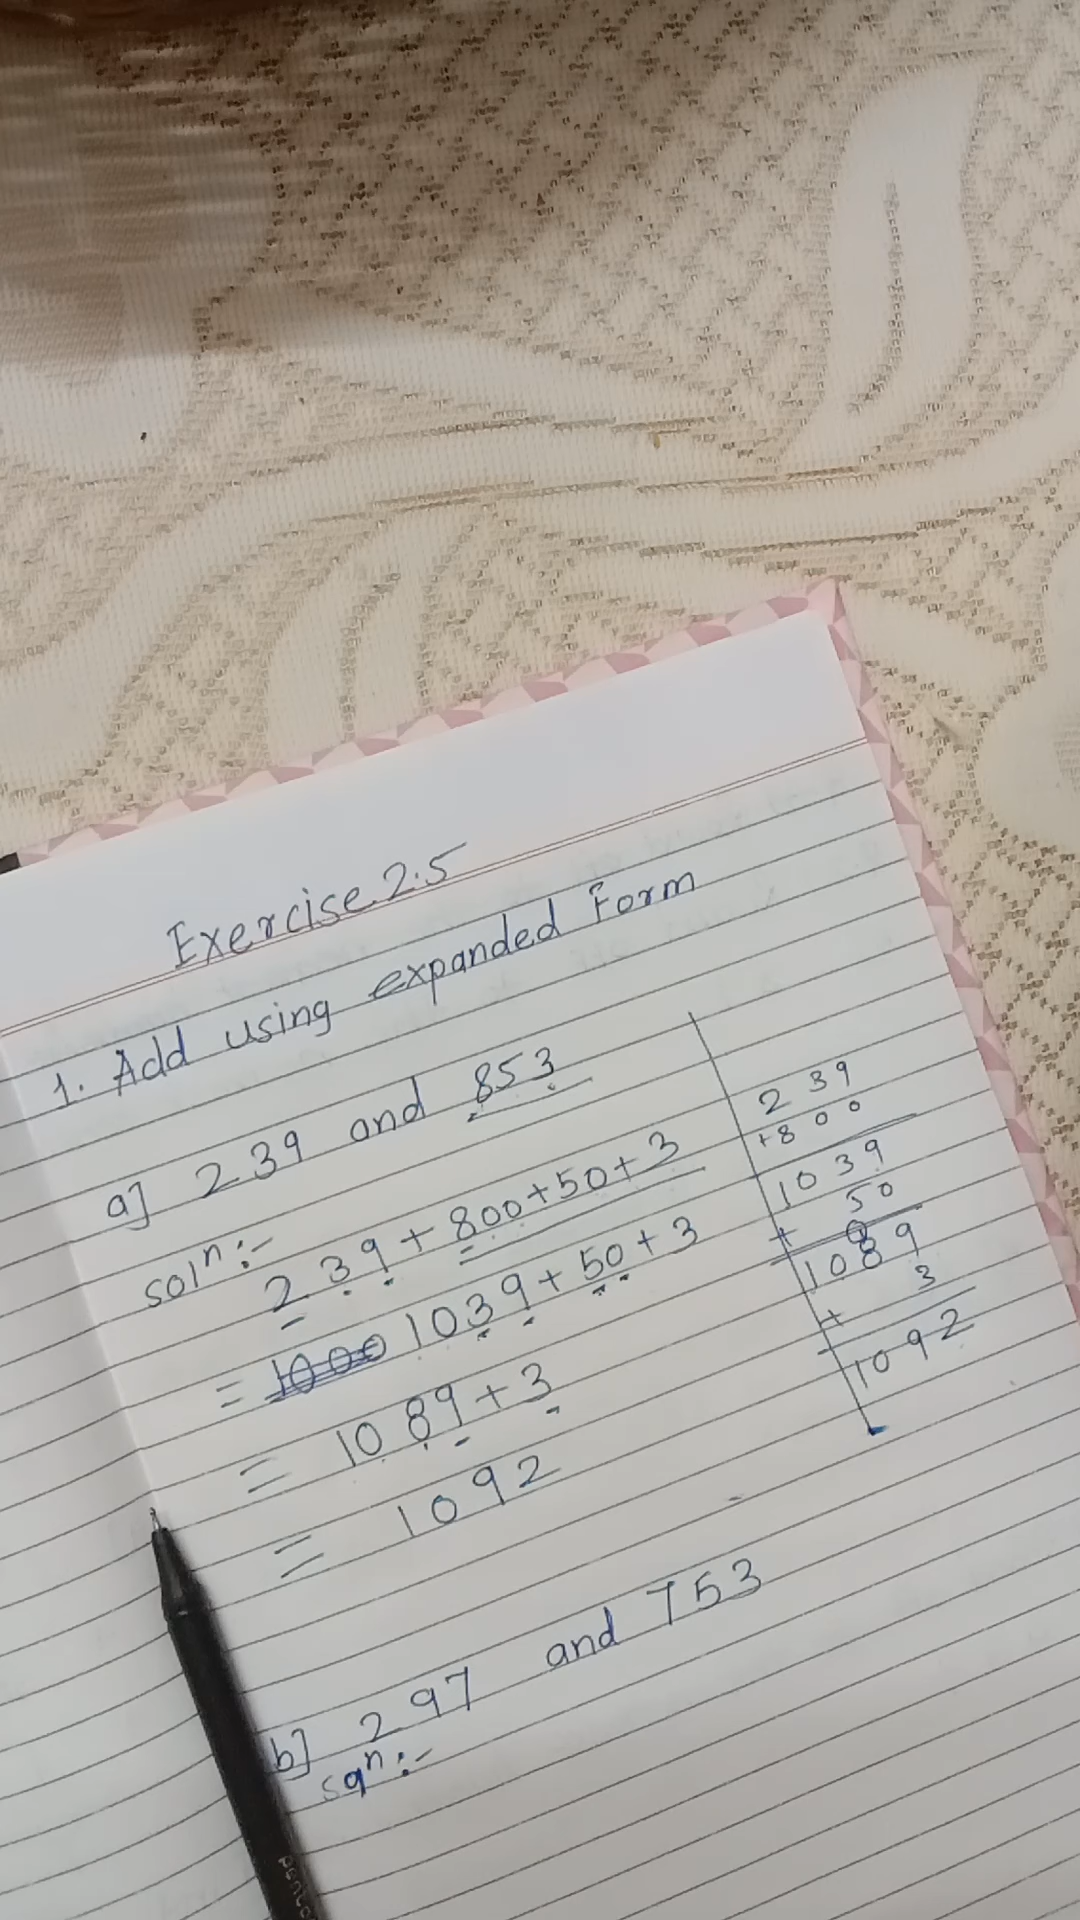 Exercise 2.5
1. Add using expanded Form
a] 239 and 853
soln:-
239 + 800+50+3
= 1039 + 50 + 3
= 1089 + 3
= 1092
239
+800
1039
+ 50
1089
+ 3
1092
b] 297 and 753
soln:-